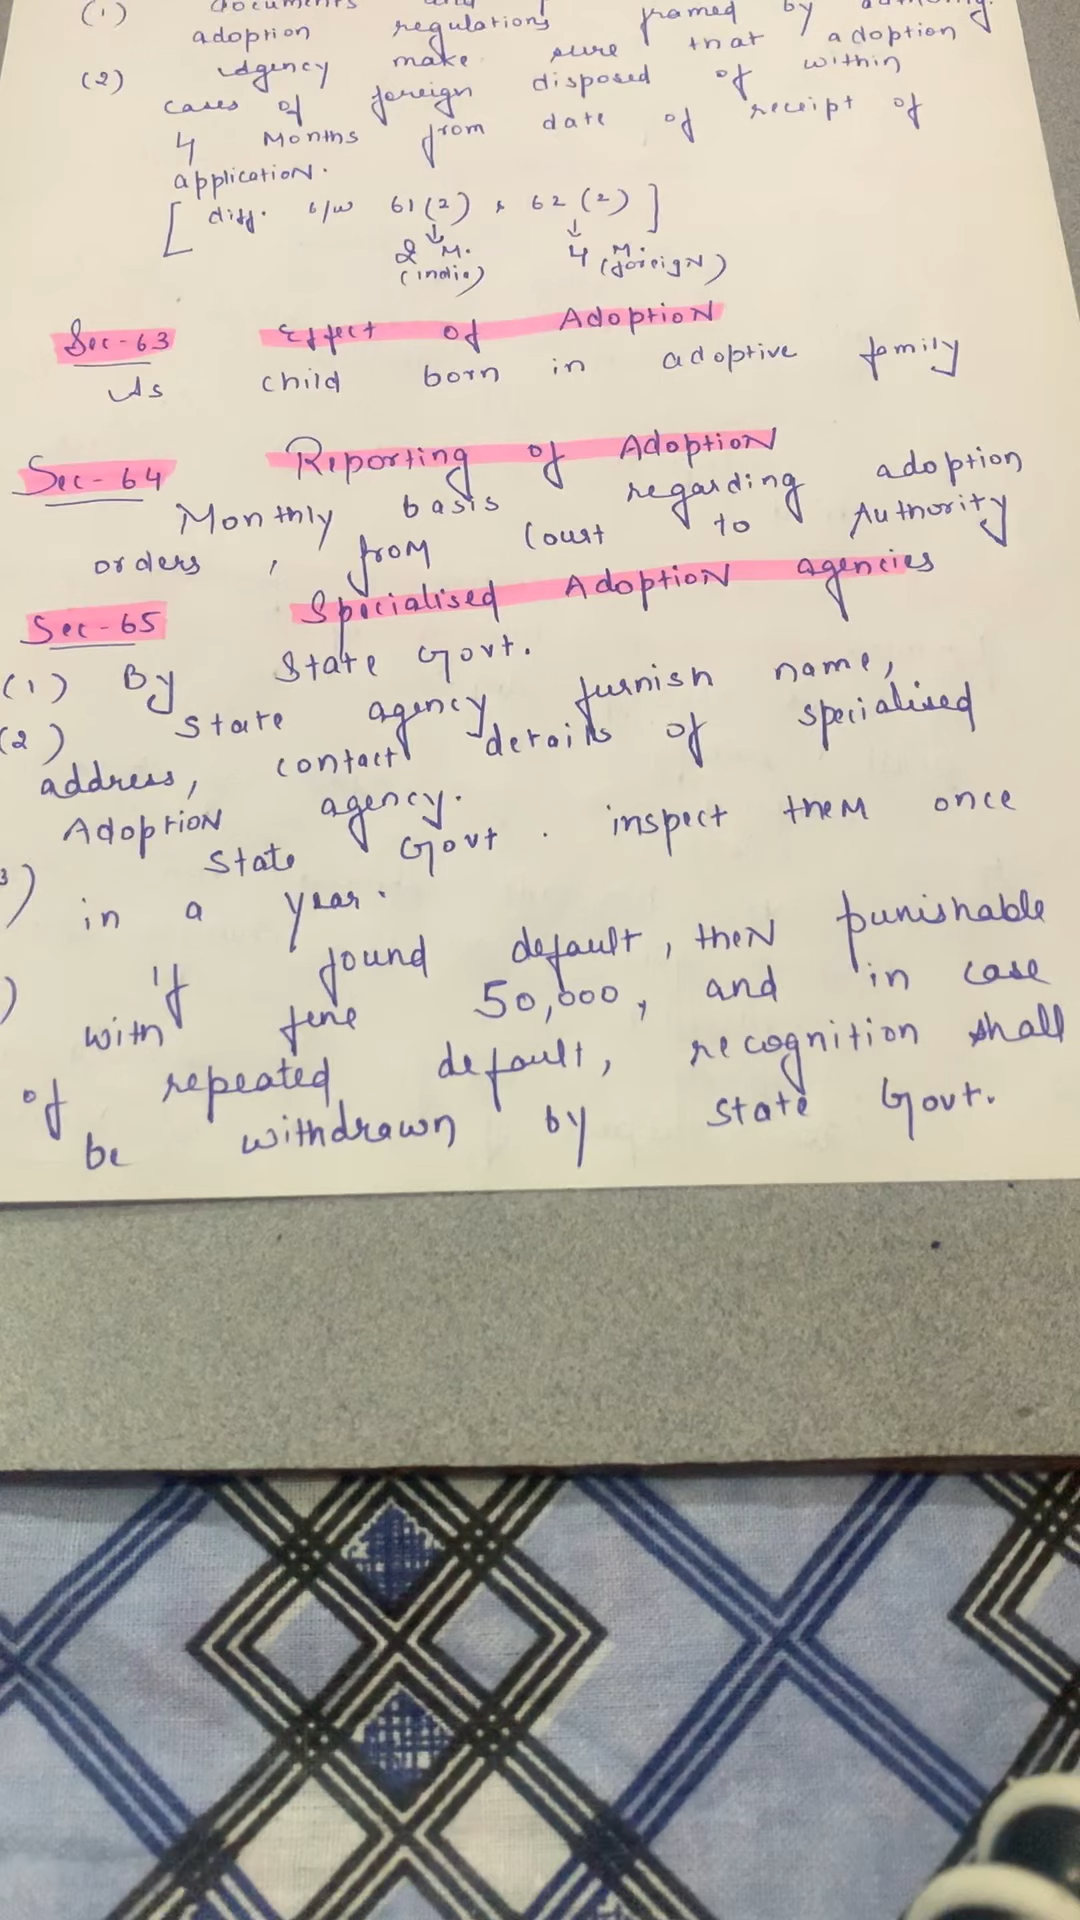 (1) documents and
adoption regulations framed by authority.
(2) Agency make sure that adoption
cases of foreign disposed of within
4 Months from date of receipt of
application.
[ diff. b/w 61(2) & 62(2) ]
↓ ↓
2 M. 4 M.
(india) (foreign)
Sec-63 Effect of Adoption
As child born in adoptive family
Sec-64 Reporting of Adoption
Monthly basis regarding adoption
orders, from Court to Authority
Sec-65 Specialised Adoption agencies
(1) By State Govt.
(2) State agency furnish name,
address, contact details of specialised
Adoption agency.
3) State Govt. inspect them once
in a year.
) if found default, then punishable
with fine 50,000, and in case
of repeated default, recognition shall
be withdrawn by State Govt.